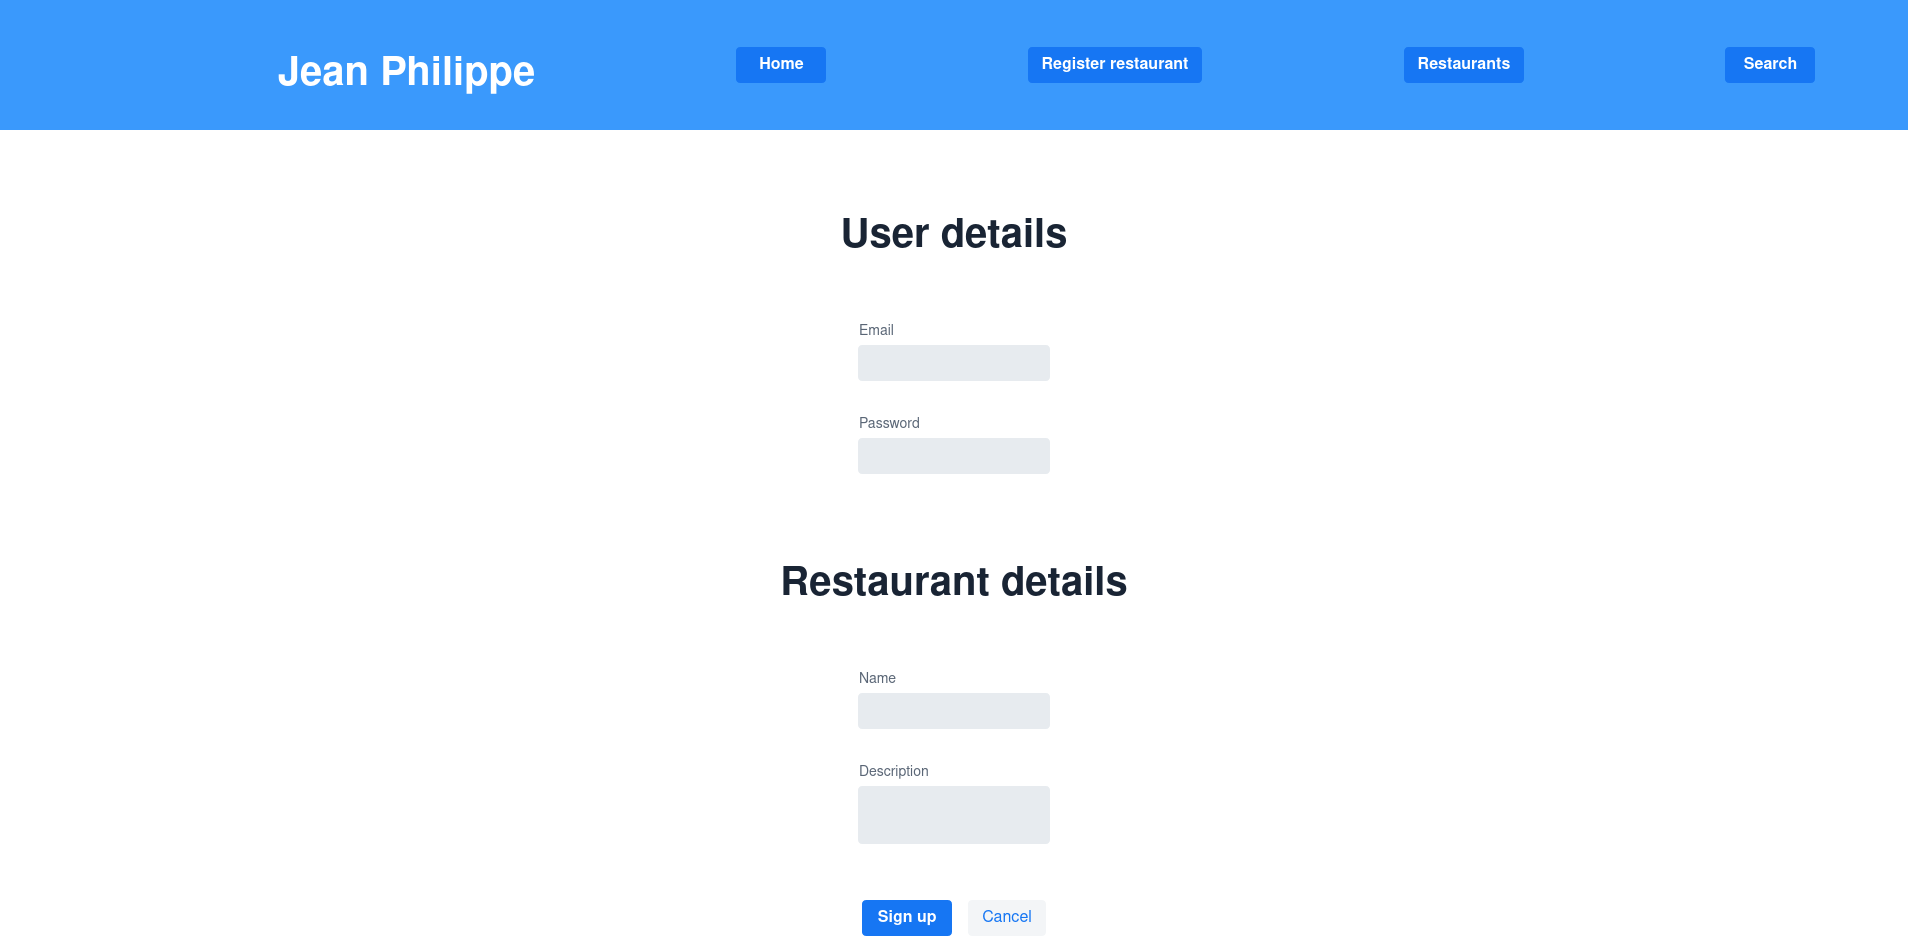 Jean Philippe
Home
Register restaurant
Restaurants
Search
User details
Email
Password
Restaurant details
Name
Description
Sign up
Cancel